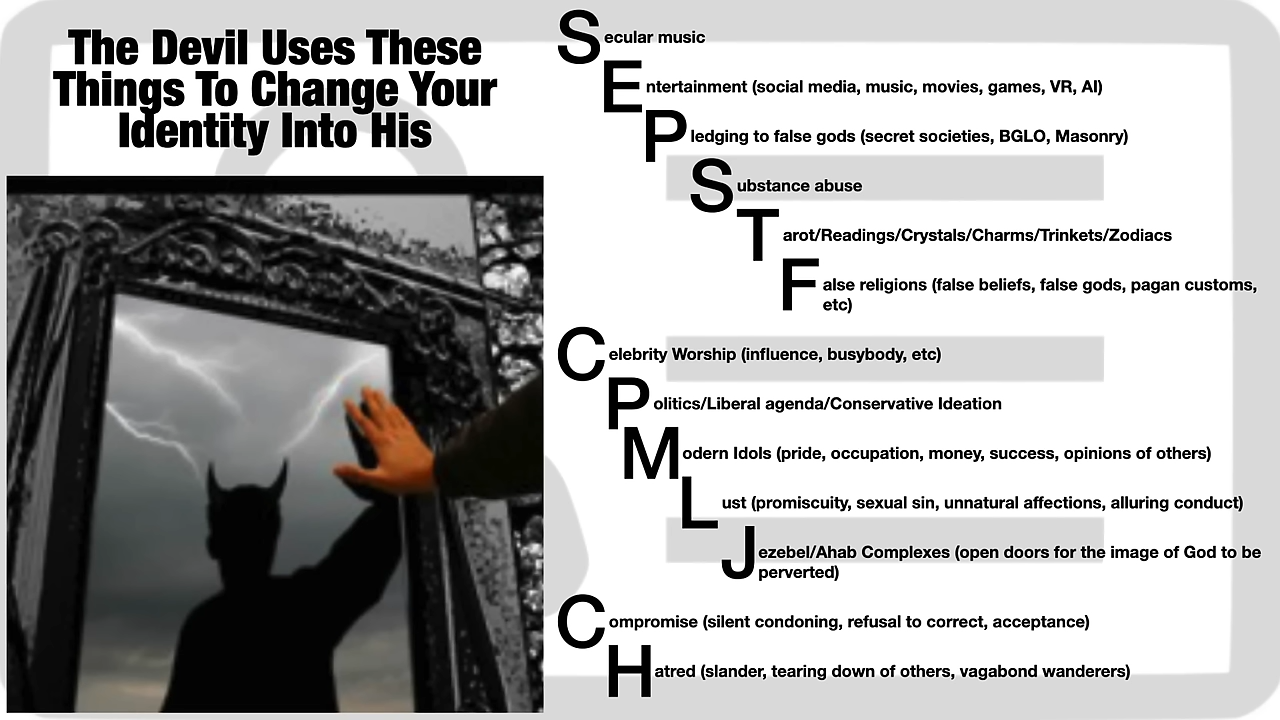 The Devil Uses These
Things To Change Your
Identity Into His
Secular music
Entertainment (social media, music, movies, games, VR, AI)
Pledging to false gods (secret societies, BGLO, Masonry)
Substance abuse
Tarot/Readings/Crystals/Charms/Trinkets/Zodiacs
False religions (false beliefs, false gods, pagan customs,
etc)
Celebrity Worship (influence, busybody, etc)
Politics/Liberal agenda/Conservative Ideation
Modern Idols (pride, occupation, money, success, opinions of others)
Lust (promiscuity, sexual sin, unnatural affections, alluring conduct)
Jezebel/Ahab Complexes (open doors for the image of God to be
perverted)
Compromise (silent condoning, refusal to correct, acceptance)
Hatred (slander, tearing down of others, vagabond wanderers)